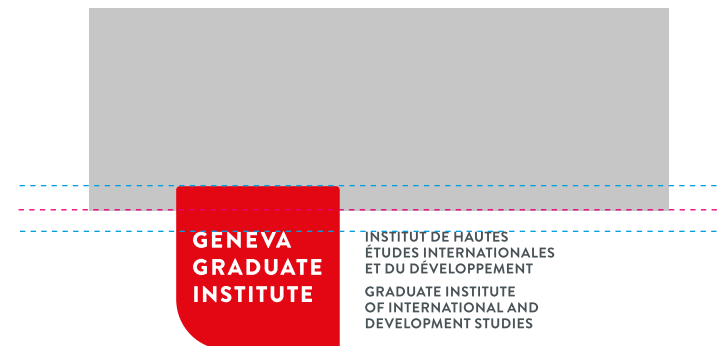 GENEVA
GRADUATE
INSTITUTE
INSTITUT DE HAUTES
ÉTUDES INTERNATIONALES
ET DU DÉVELOPPEMENT
GRADUATE INSTITUTE
OF INTERNATIONAL AND
DEVELOPMENT STUDIES